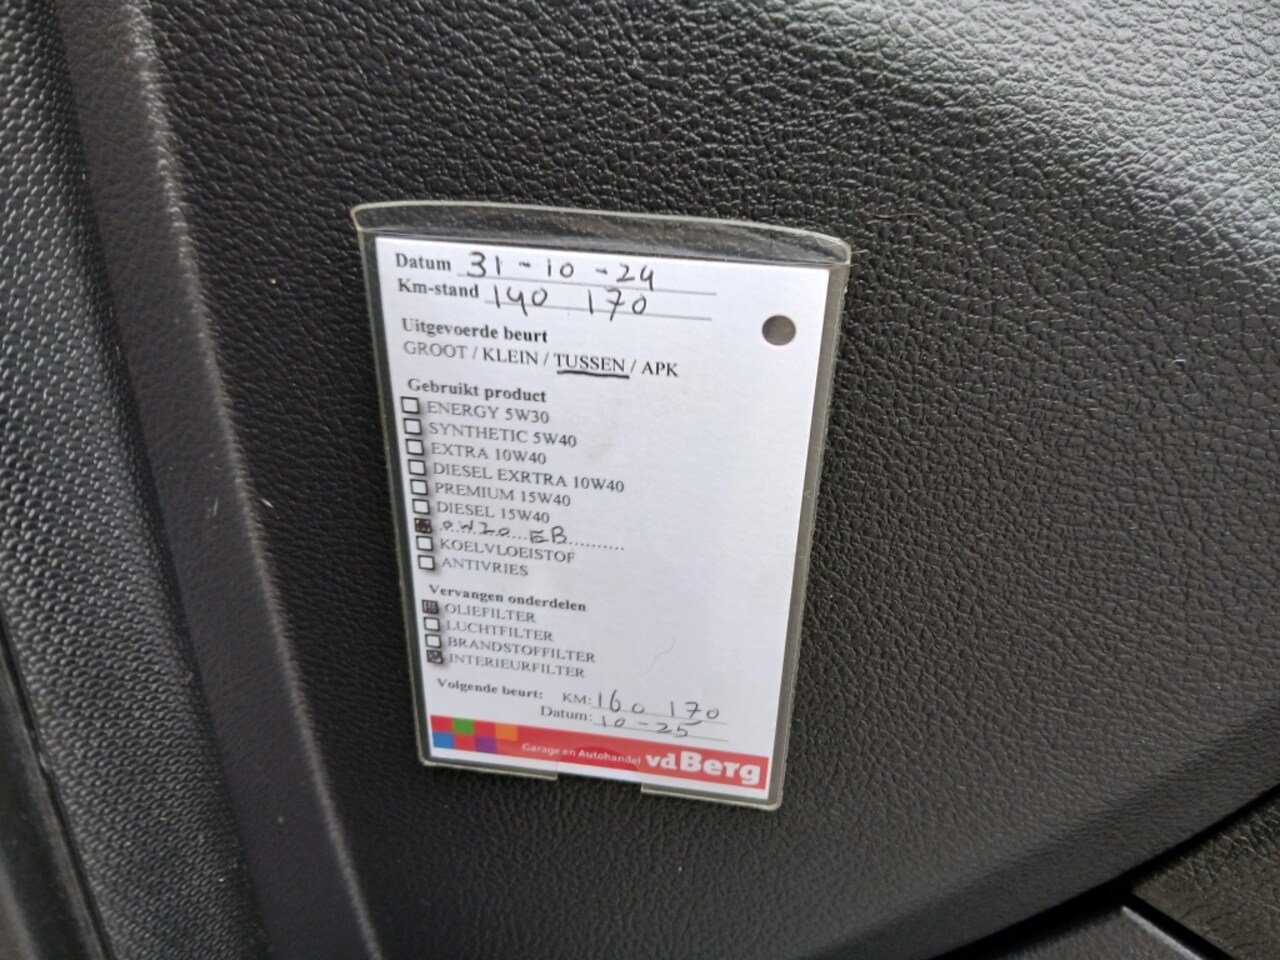 Datum 31-10-24
Km-stand 140 170
Uitgevoerde beurt
GROOT / KLEIN / TUSSEN / APK
Gebruikt product
ENERGY 5W30
SYNTHETIC 5W40
EXTRA 10W40
DIESEL EXRTRA 10W40
PREMIUM 15W40
DIESEL 15W40
0W20 EB
KOELVLOEISTOF
ANTIVRIES
Vervangen onderdelen
OLIEFILTER
LUCHTFILTER
BRANDSTOFFILTER
INTERIEURFILTER
Volgende beurt: KM: 160 170
Datum: 10-25
Garage en Autohandel vdBerg